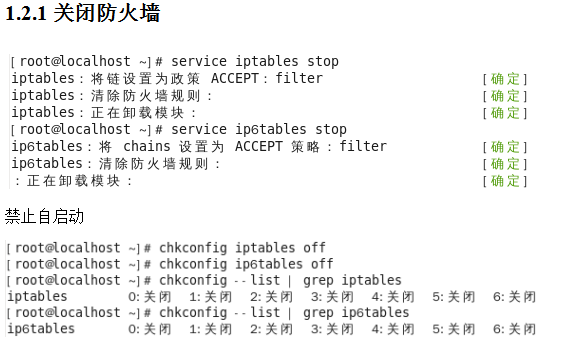 1.2.1 关闭防火墙
[root@localhost ~]# service iptables stop
iptables：将链设置为政策 ACCEPT：filter [确定]
iptables：清除防火墙规则： [确定]
iptables：正在卸载模块： [确定]
[root@localhost ~]# service ip6tables stop
ip6tables：将 chains 设置为 ACCEPT 策略：filter [确定]
ip6tables：清除防火墙规则： [确定]
：正在卸载模块： [确定]
禁止自启动
[root@localhost ~]# chkconfig iptables off
[root@localhost ~]# chkconfig ip6tables off
[root@localhost ~]# chkconfig --list | grep iptables
iptables 0:关闭 1:关闭 2:关闭 3:关闭 4:关闭 5:关闭 6:关闭
[root@localhost ~]# chkconfig --list | grep ip6tables
ip6tables 0:关闭 1:关闭 2:关闭 3:关闭 4:关闭 5:关闭 6:关闭